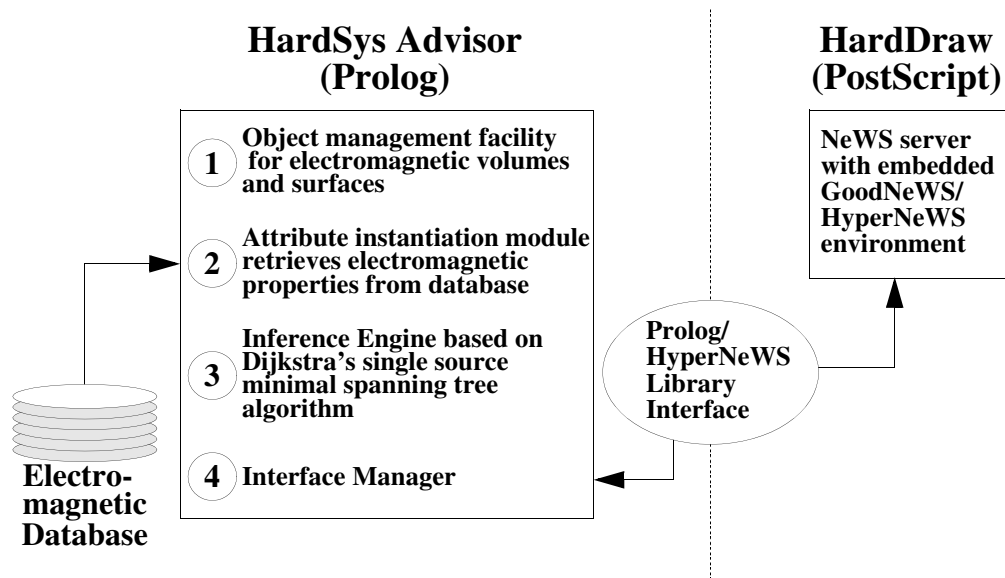 HardSys Advisor
(Prolog)
1
Object management facility
for electromagnetic volumes
and surfaces
2
Attribute instantiation module
retrieves electromagnetic
properties from database
3
Inference Engine based on
Dijkstra's single source
minimal spanning tree
algorithm
4
Interface Manager
Electro-
magnetic
Database
Prolog/
HyperNeWS
Library
Interface
HardDraw
(PostScript)
NeWS server
with embedded
GoodNeWS/
HyperNeWS
environment